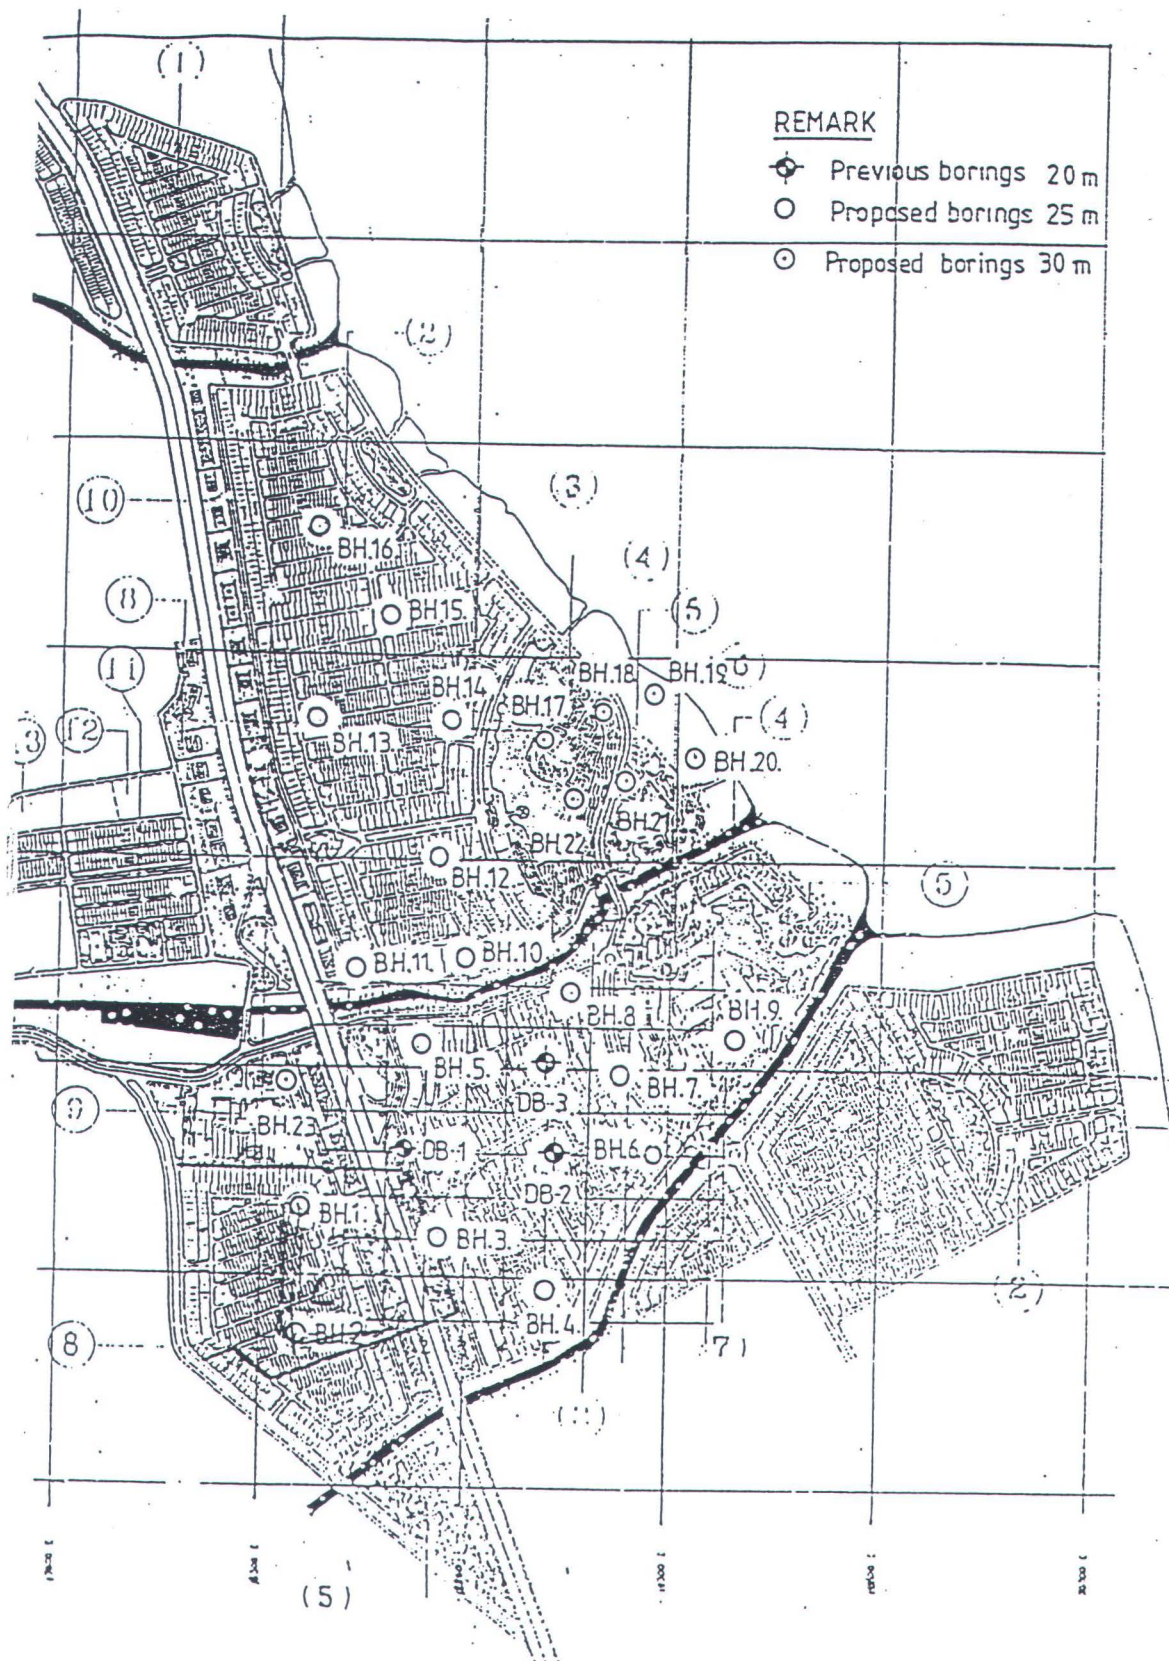 (1)
REMARK
Previous borings 20 m
Proposed borings 25 m
Proposed borings 30 m
(2)
(3)
10
BH.16.
(4)
8
BH.15.
(5)
11
BH.14
BH.18
BH.19.
BH.17
(4)
12
13
BH.13.
BH.20.
BH.21
BH.22
BH.12.
5
BH.11.
BH.10
BH.8
BH.9.
BH.5.
BH.7.
9
DB-3
BH.23
DB-1
BH.6.
DB-2
BH.1.
BH.3
(2)
BH.2
BH.4.
8
(7)
(5)